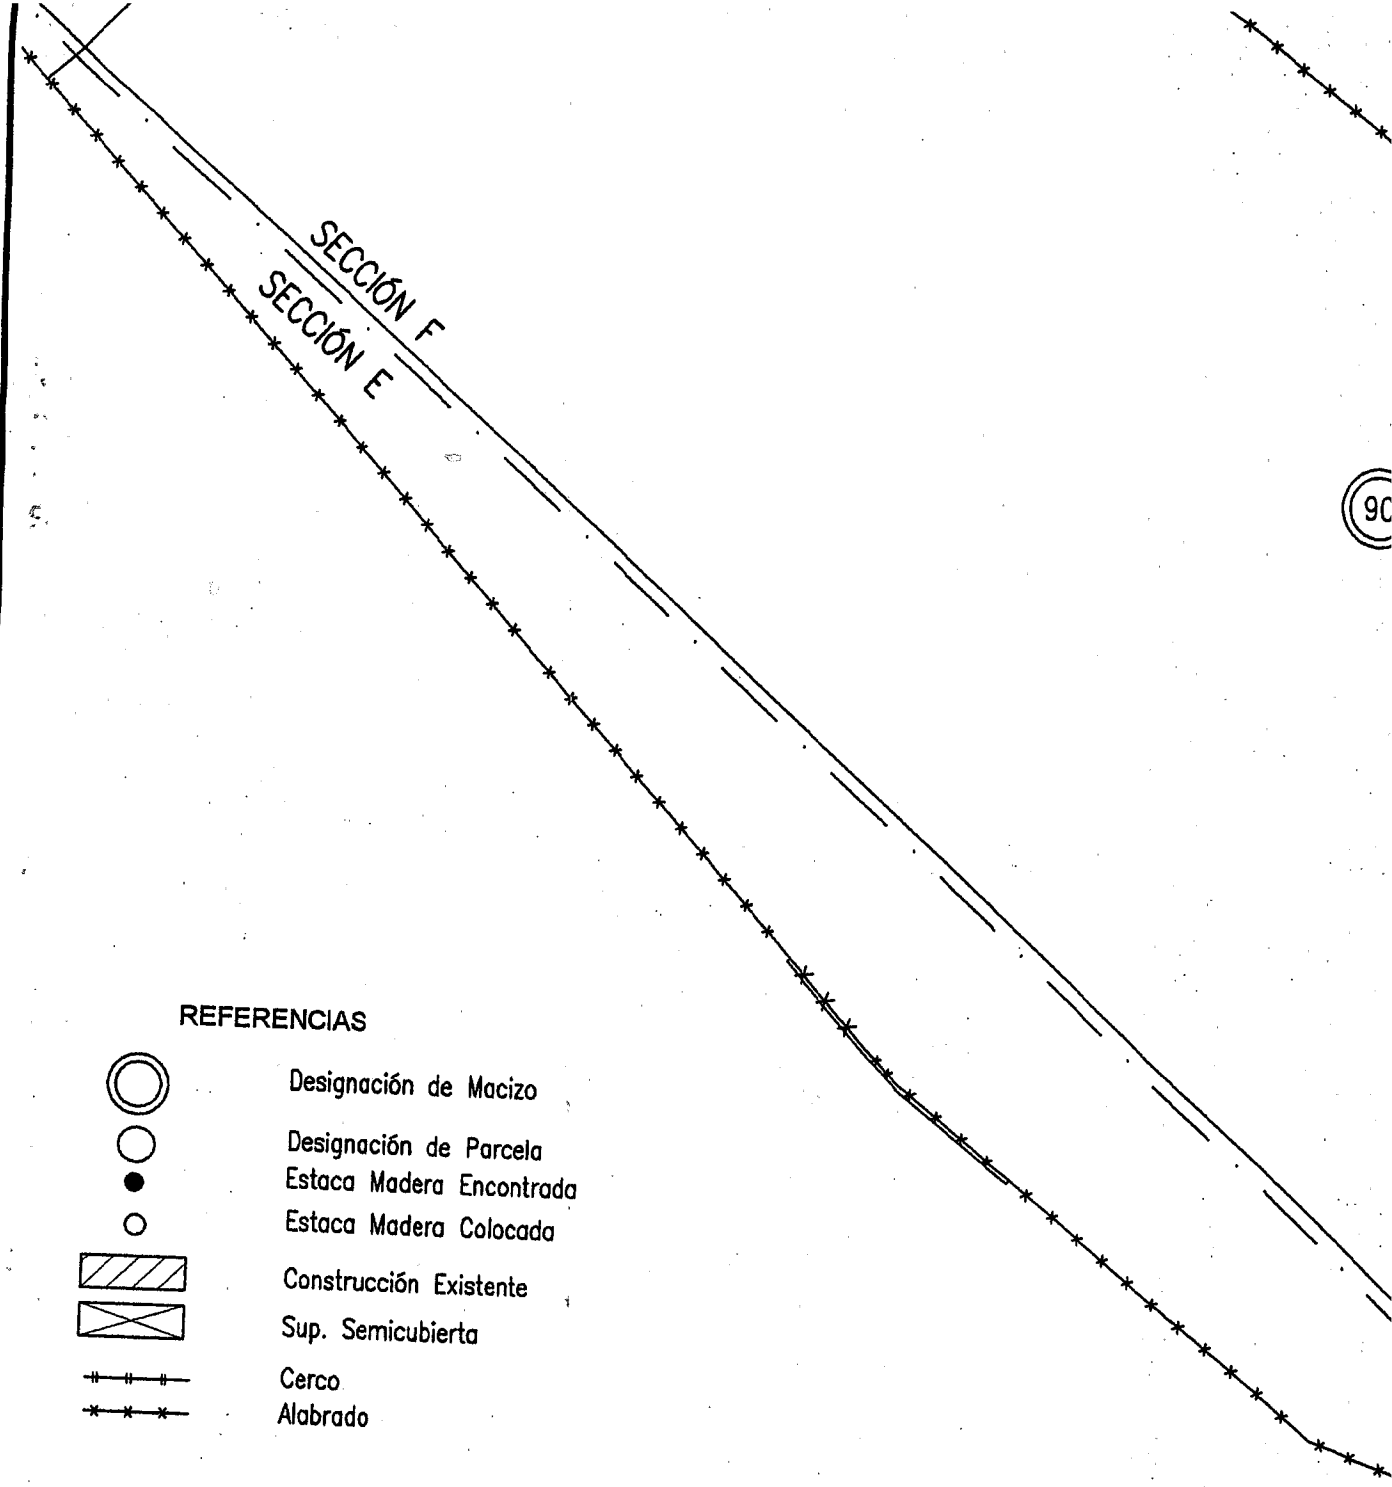 SECCIÓN F
SECCIÓN E
REFERENCIAS
Designación de Macizo
Designación de Parcela
Estaca Madera Encontrada
Estaca Madera Colocada
Construcción Existente
Sup. Semicubierta
Cerco
Alabrado